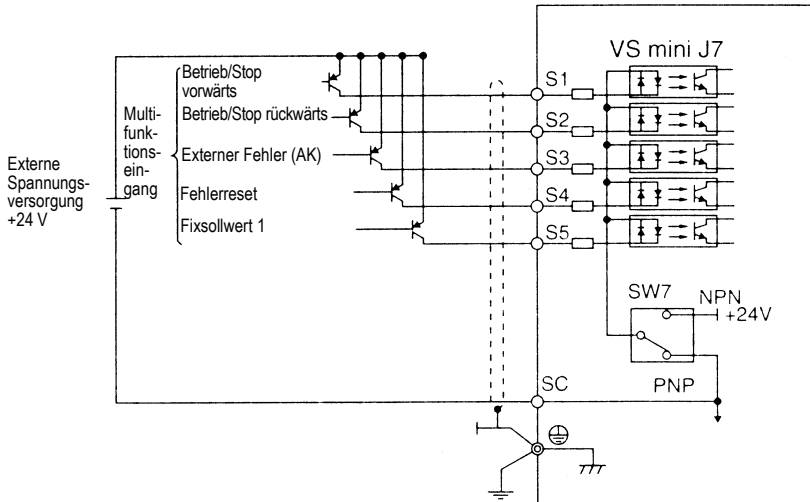 VS mini J7
Betrieb/Stop
vorwärts
S1
Multi-
funk-
tions-
ein-
gang
Betrieb/Stop rückwärts
S2
Externer Fehler (AK)
S3
Externe
Spannungs-
versorgung
+24 V
Fehlerreset
S4
Fixsollwert 1
S5
SW7
NPN
+24V
PNP
SC